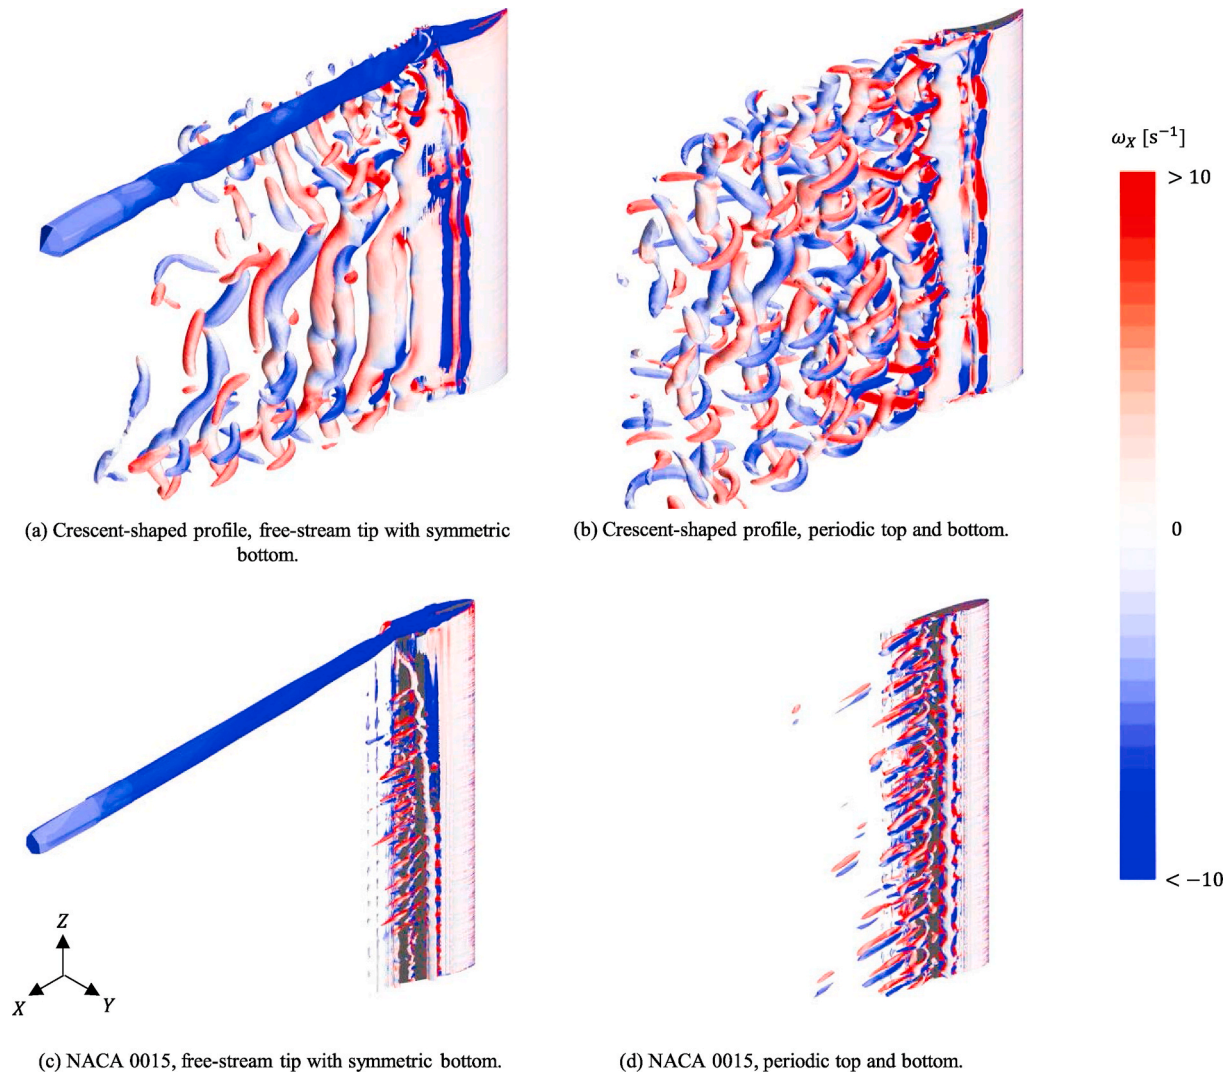 ω_X [s⁻¹]
> 10
0
< −10
(a) Crescent-shaped profile, free-stream tip with symmetric
bottom.
(b) Crescent-shaped profile, periodic top and bottom.
Z
X
Y
(c) NACA 0015, free-stream tip with symmetric bottom.
(d) NACA 0015, periodic top and bottom.